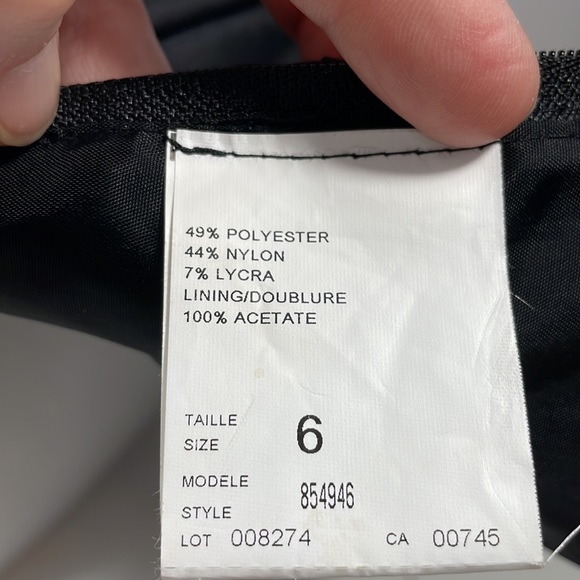 49% POLYESTER
44% NYLON
7% LYCRA
LINING/DOUBLURE
100% ACETATE
TAILLE
SIZE 6
MODELE
STYLE 854946
LOT 008274 CA 00745